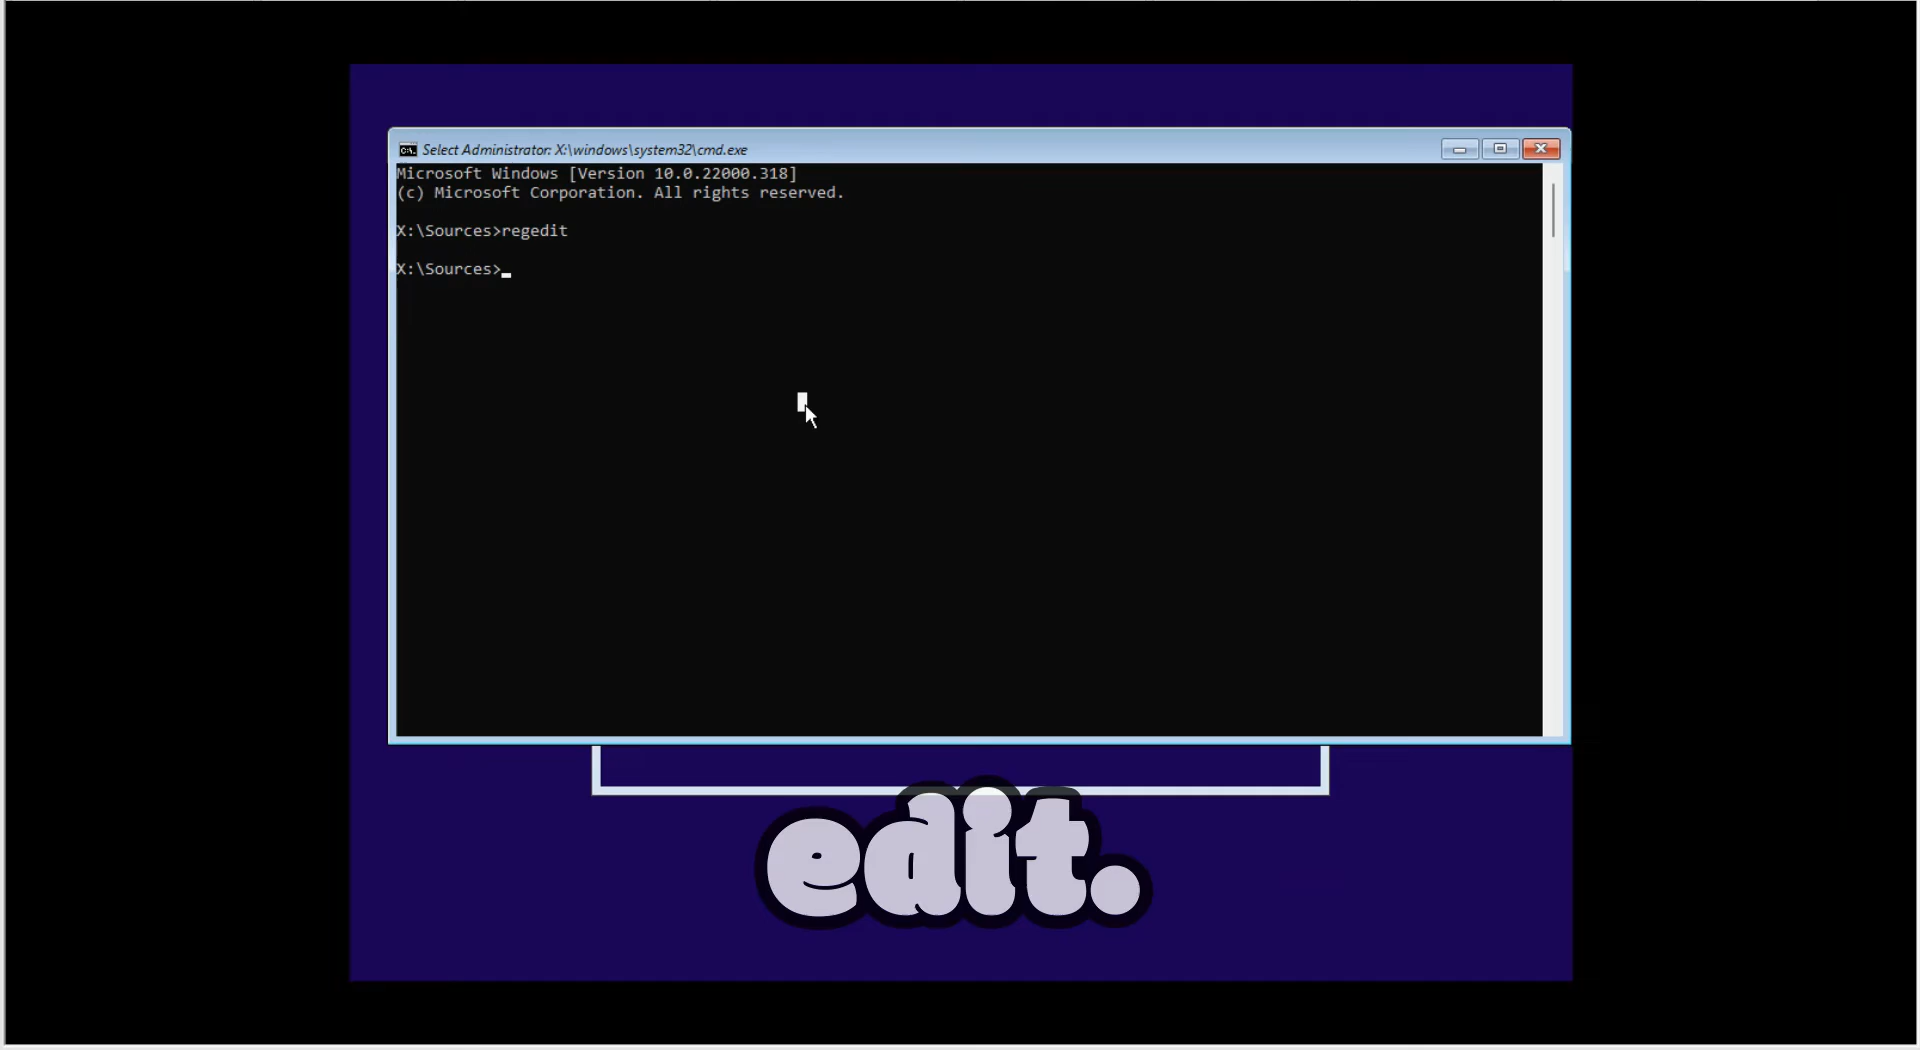 Select Administrator: X:\windows\system32\cmd.exe
Microsoft Windows [Version 10.0.22000.318]
(c) Microsoft Corporation. All rights reserved.
X:\Sources>regedit
X:\Sources>
edit.